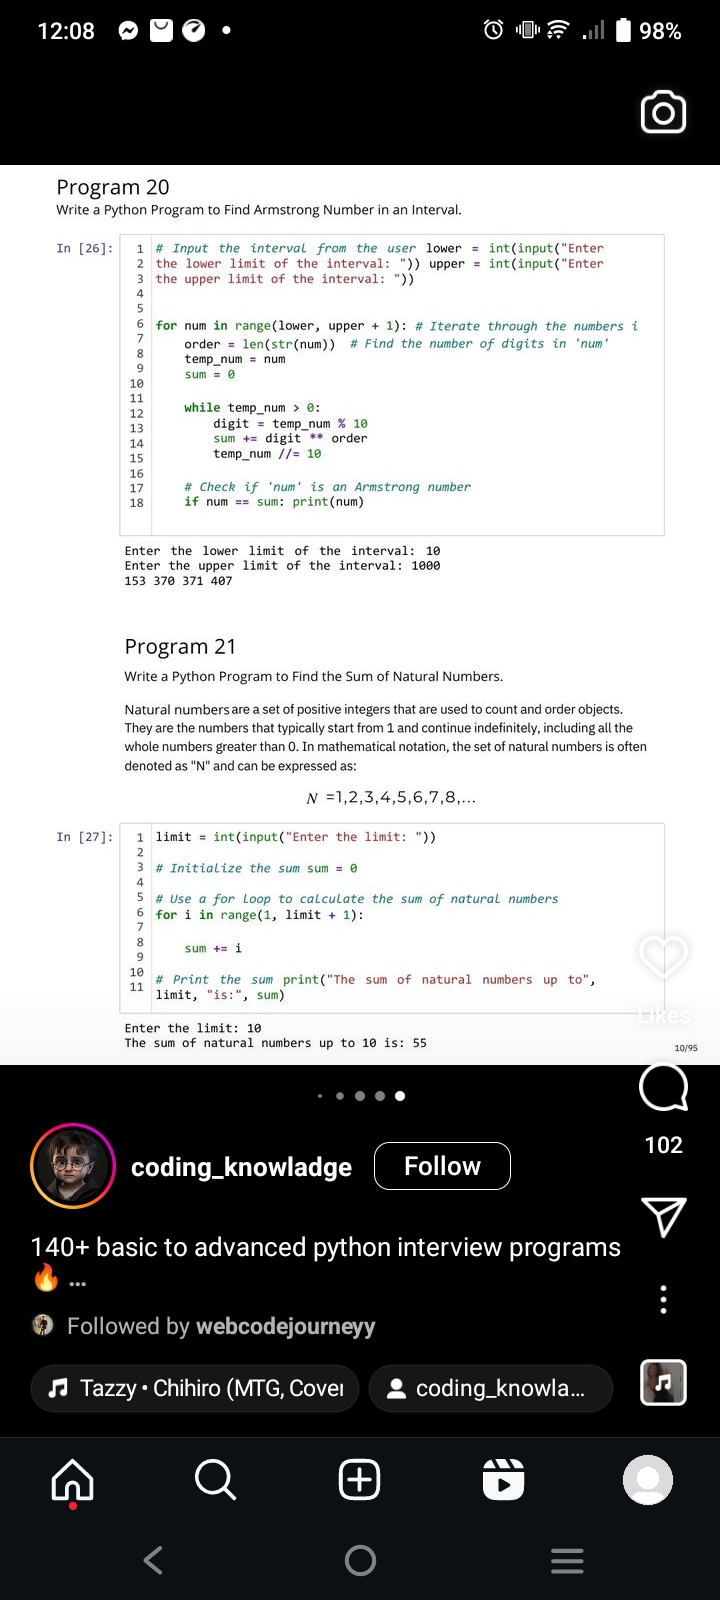 12:08
98%
Program 20
Write a Python Program to Find Armstrong Number in an Interval.
In [26]:
1 # Input the interval from the user lower = int(input("Enter
2 the lower limit of the interval: ")) upper = int(input("Enter
3 the upper limit of the interval: "))
4
5
6 for num in range(lower, upper + 1): # Iterate through the numbers i
7 order = len(str(num)) # Find the number of digits in 'num'
8 temp_num = num
9 sum = 0
10
11
12 while temp_num > 0:
13 digit = temp_num % 10
14 sum += digit ** order
15 temp_num //= 10
16
17 # Check if 'num' is an Armstrong number
18 if num == sum: print(num)
Enter the lower limit of the interval: 10
Enter the upper limit of the interval: 1000
153 370 371 407
Program 21
Write a Python Program to Find the Sum of Natural Numbers.
Natural numbers are a set of positive integers that are used to count and order objects.
They are the numbers that typically start from 1 and continue indefinitely, including all the
whole numbers greater than 0. In mathematical notation, the set of natural numbers is often
denoted as "N" and can be expressed as:
N =1,2,3,4,5,6,7,8,...
In [27]:
1 limit = int(input("Enter the limit: "))
2
3 # Initialize the sum sum = 0
4
5 # Use a for loop to calculate the sum of natural numbers
6 for i in range(1, limit + 1):
7
8 sum += i
9
10 # Print the sum print("The sum of natural numbers up to",
11 limit, "is:", sum)
Enter the limit: 10
The sum of natural numbers up to 10 is: 55
Likes
10/95
102
coding_knowladge
Follow
140+ basic to advanced python interview programs
🔥 ...
Followed by webcodejourneyy
Tazzy • Chihiro (MTG, Cover
coding_knowla...